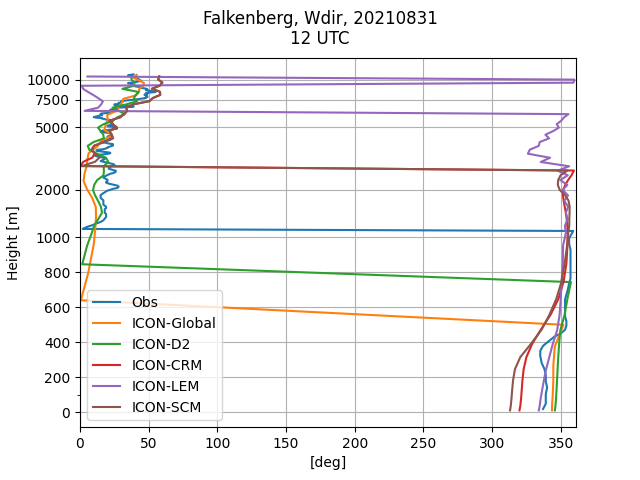 Falkenberg, Wdir, 20210831
12 UTC
Height [m]
10000
7500
5000
2000
1000
800
600
400
200
0
Obs
ICON-Global
ICON-D2
ICON-CRM
ICON-LEM
ICON-SCM
0 50 100 150 200 250 300 350
[deg]